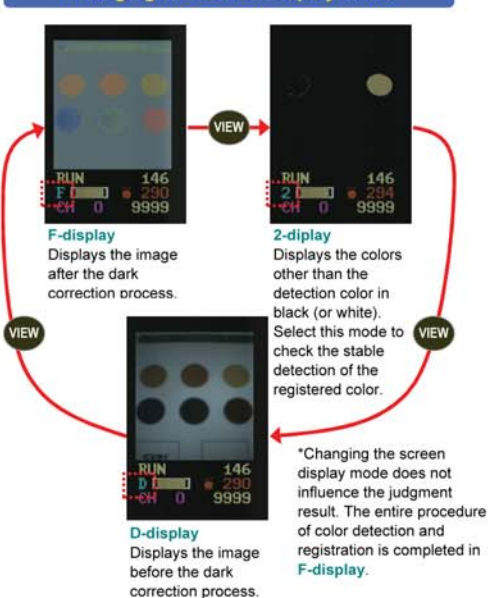 VIEW
RUN 146
F 290
CH 0 9999
RUN 146
2 294
CH 0 9999
F-display
Displays the image
after the dark
correction process.
2-diplay
Displays the colors
other than the
detection color in
black (or white).
Select this mode to
check the stable
detection of the
registered color.
VIEW
VIEW
RUN 146
D 290
CH 0 9999
D-display
Displays the image
before the dark
correction process.
*Changing the screen
display mode does not
influence the judgment
result. The entire procedure
of color detection and
registration is completed in
F-display.